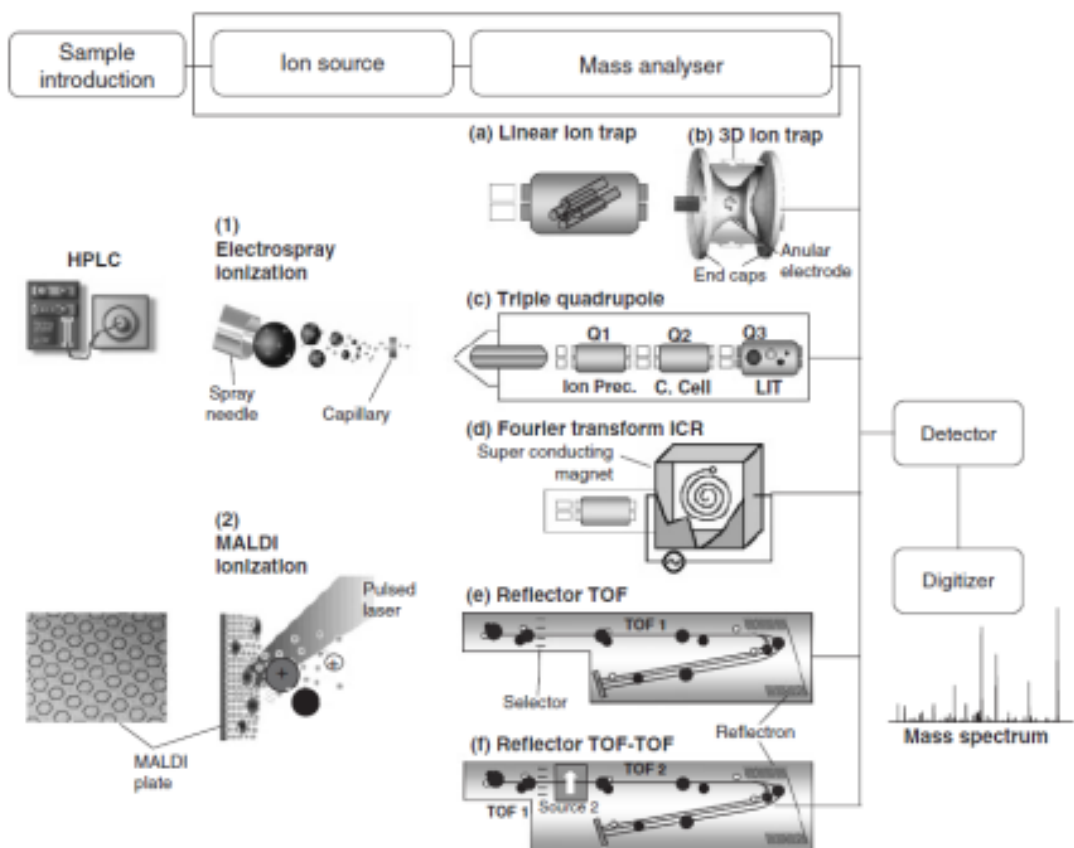 Sample
introduction
Ion source
Mass analyser
(a) Linear ion trap
(b) 3D ion trap
End caps
Anular
electrode
HPLC
(1)
Electrospray
ionization
Spray
needle
Capillary
(c) Triple quadrupole
Q1
Q2
Q3
Ion Prec.
C. Cell
LIT
(d) Fourier transform ICR
Super conducting
magnet
Detector
Digitizer
(2)
MALDI
ionization
Pulsed
laser
MALDI
plate
(e) Reflector TOF
TOF 1
Selector
Reflectron
(f) Reflector TOF-TOF
TOF 2
TOF 1
Source 2
Mass spectrum